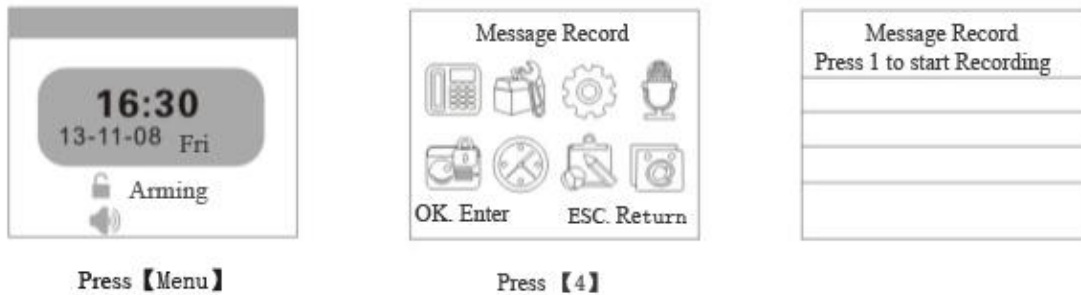 16:30
13-11-08 Fri
Arming
Press【Menu】
Message Record
OK. Enter ESC. Return
Press 【4】
Message Record
Press 1 to start Recording